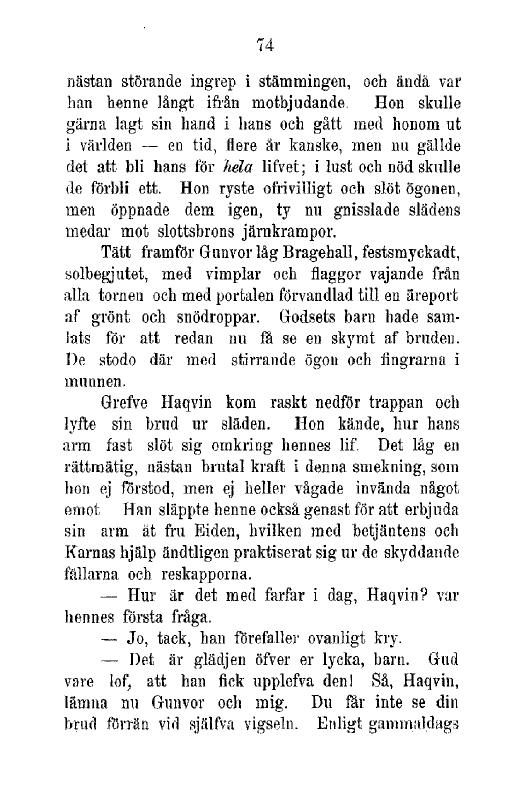 74
nästan störande ingrep i stämmingen, och ändå var
han henne långt ifrån motbjudande. Hon skulle
gärna lagt sin hand i hans och gått med honom ut
i världen — en tid, flere år kanske, men nu gällde
det att bli hans för hela lifvet; i lust och nöd skulle
de förbli ett. Hon ryste ofrivilligt och slöt ögonen,
men öppnade dem igen, ty nu gnisslade slädens
medar mot slottsbrons järnkrampor.
Tätt framför Gunvor låg Bragehall, festsmyckadt,
solbegjutet, med vimplar och flaggor vajande från
alla tornen och med portalen förvandlad till en äreport
af grönt och snödroppar. Godsets barn hade sam-
lats för att redan nu få se en skymt af bruden.
De stodo där med stirrande ögon och fingrarna i
munnen.
Grefve Haqvin kom raskt nedför trappan och
lyfte sin brud ur släden. Hon kände, hur hans
arm fast slöt sig omkring hennes lif. Det låg en
rättmätig, nästan brutal kraft i denna smekning, som
hon ej förstod, men ej heller vågade invända något
emot. Han släppte henne också genast för att erbjuda
sin arm åt fru Eiden, hvilken med betjäntens och
Karnas hjälp ändtligen praktiserat sig ur de skyddande
fällarna och reskapporna.
— Hur är det med farfar i dag, Haqvin? var
hennes första fråga.
— Jo, tack, han förefaller ovanligt kry.
— Det är glädjen öfver er lycka, barn. Gud
vare lof, att han fick upplefva den! Så, Haqvin,
lämna nu Gunvor och mig. Du får inte se din
brud förrän vid själfva vigseln. Enligt gammaldags